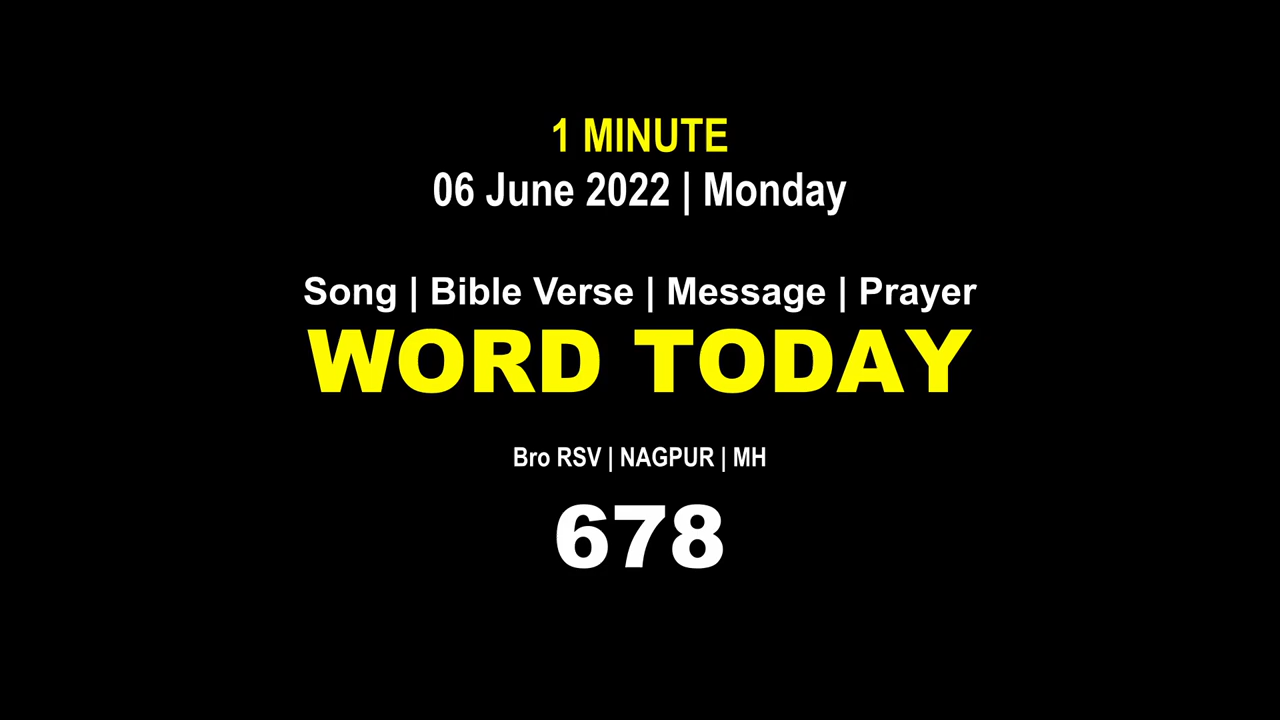 1 MINUTE
06 June 2022 | Monday
Song | Bible Verse | Message | Prayer
WORD TODAY
Bro RSV | NAGPUR | MH
678